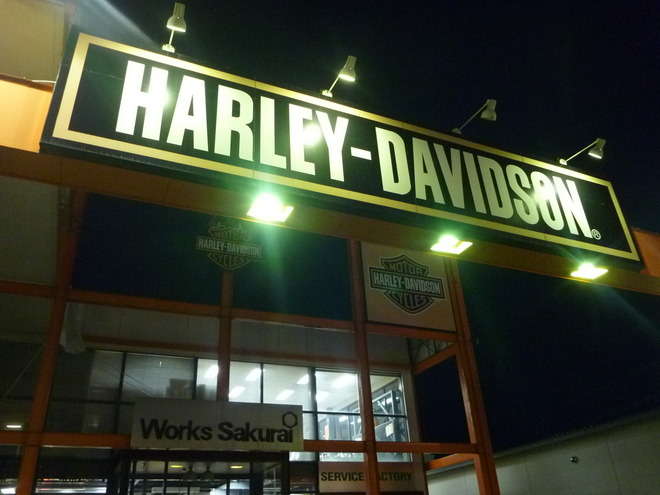 HARLEY-DAVIDSON®
MOTOR
HARLEY-DAVIDSON
CYCLES
MOTOR
HARLEY-DAVIDSON
CYCLES
Works Sakurai
SERVICE FACTORY